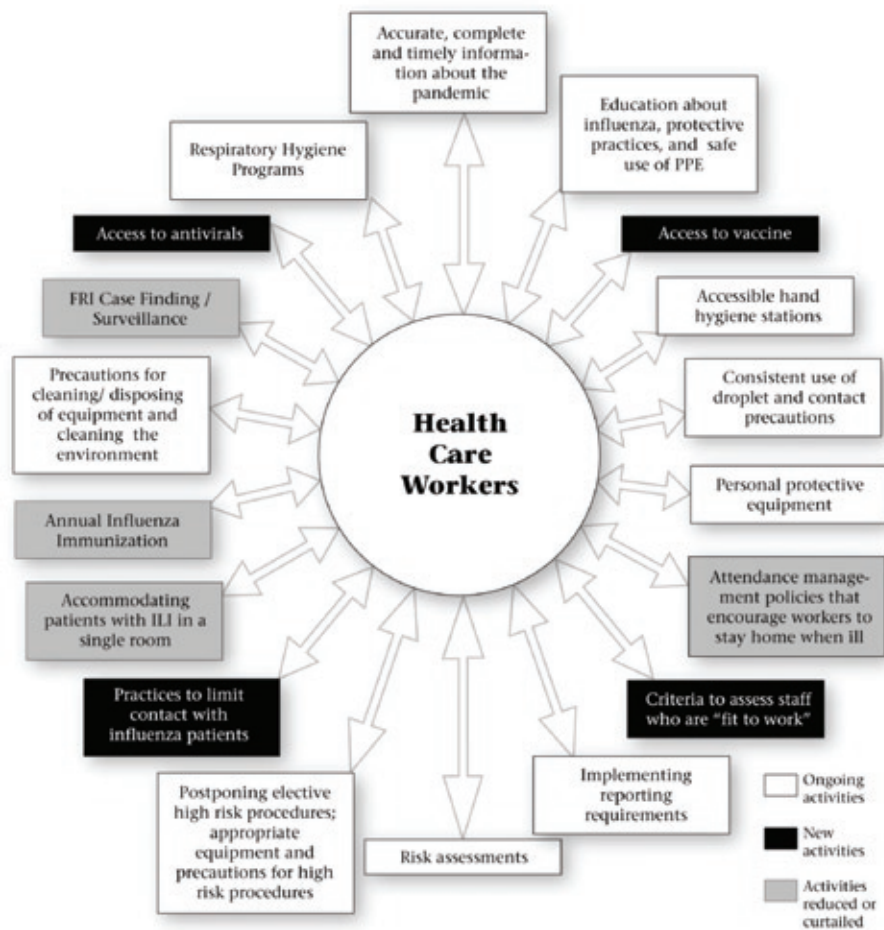 Accurate, complete
and timely informa-
tion about the
pandemic
Education about
influenza, protective
practices, and safe
use of PPE
Respiratory Hygiene
Programs
Access to antivirals
Access to vaccine
FRI Case Finding /
Surveillance
Accessible hand
hygiene stations
Precautions for
cleaning/ disposing
of equipment and
cleaning the
environment
Consistent use of
droplet and contact
precautions
Health
Care
Workers
Annual Influenza
Immunization
Personal protective
equipment
Accommodating
patients with ILI in a
single room
Attendance manage-
ment policies that
encourage workers to
stay home when ill
Practices to limit
contact with
influenza patients
Criteria to assess staff
who are “fit to work”
Postponing elective
high risk procedures;
appropriate
equipment and
precautions for high
risk procedures
Risk assessments
Implementing
reporting
requirements
Ongoing
activities
New
activities
Activities
reduced or
curtailed